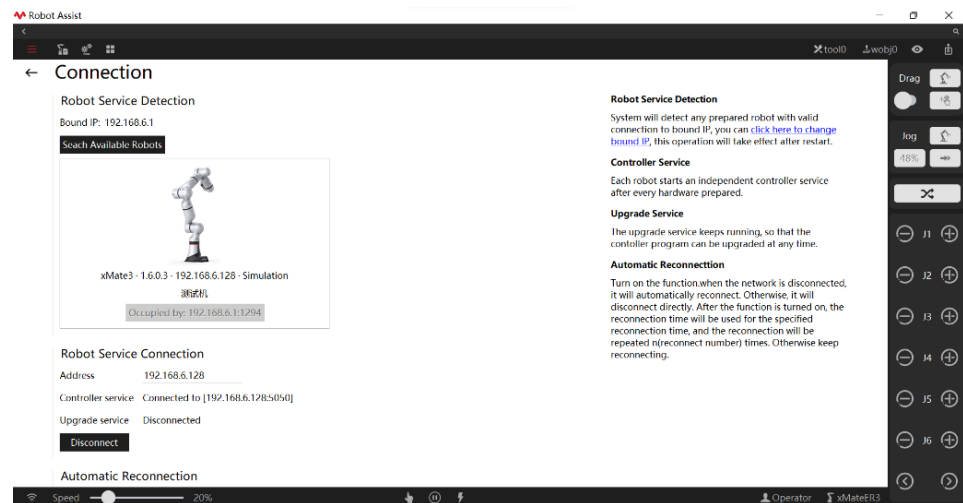 Robot Assist
tool0 wobj0
Connection
Robot Service Detection
Bound IP: 192.168.6.1
Seach Available Robots
xMate3 · 1.6.0.3 · 192.168.6.128 · Simulation
测试机
Occupied by: 192.168.6.1:1294
Robot Service Connection
Address 192.168.6.128
Controller service Connected to [192.168.6.128:5050]
Upgrade service Disconnected
Disconnect
Automatic Reconnection
Robot Service Detection
System will detect any prepared robot with valid
connection to bound IP, you can click here to change
bound IP, this operation will take effect after restart.
Controller Service
Each robot starts an independent controller service
after every hardware prepared.
Upgrade Service
The upgrade service keeps running, so that the
contoller program can be upgraded at any time.
Automatic Reconnecttion
Turn on the function.when the network is disconnected,
it will automatically reconnect. Otherwise, it will
disconnect directly. After the function is turned on, the
reconnection time will be used for the specified
reconnection time, and the reconnection will be
repeated n(reconnect number) times. Otherwise keep
reconnecting.
Drag
Jog
48%
J1
J2
J3
J4
J5
J6
Speed 20%
Operator xMateER3